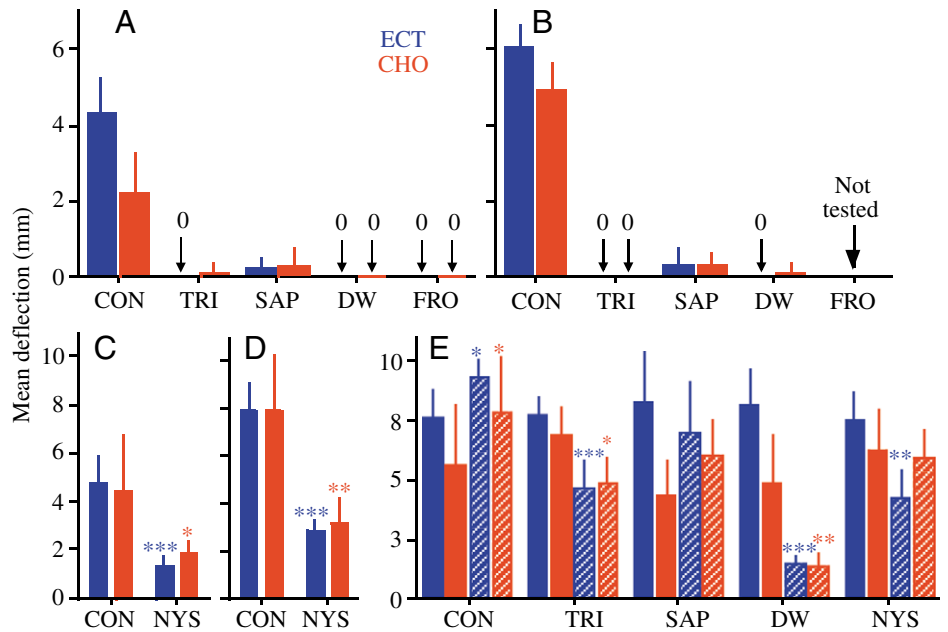 A
B
ECT
CHO
Mean deflection (mm)
6
4
2
0
0
0 0
0 0
0 0
0
Not
tested
CON TRI SAP DW FRO
CON TRI SAP DW FRO
C
D
E
10
8
6
4
2
0
*** *
*** **
CON NYS
CON NYS
10
8
5
3
0
* *
*** *
*** **
**
CON TRI SAP DW NYS